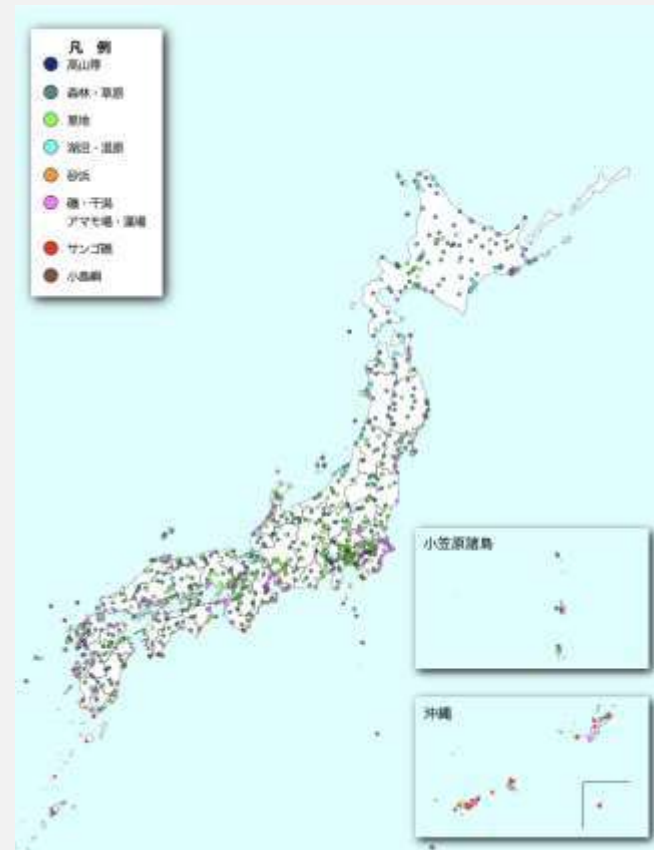 凡 例
高山帯
森林・草原
里地
湖沼・湿原
砂浜
磯・干潟
アマモ場・藻場
サンゴ礁
小島嶼
小笠原諸島
沖縄